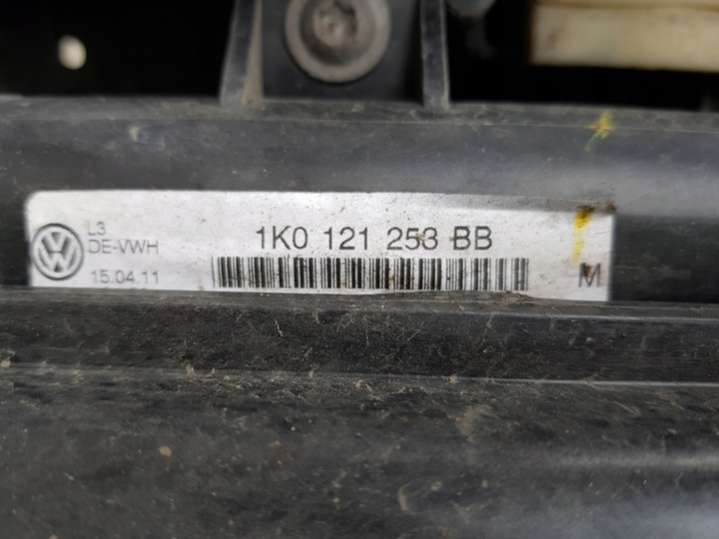 L3
DE-VWH
15.04.11
1K0 121 253 BB
M